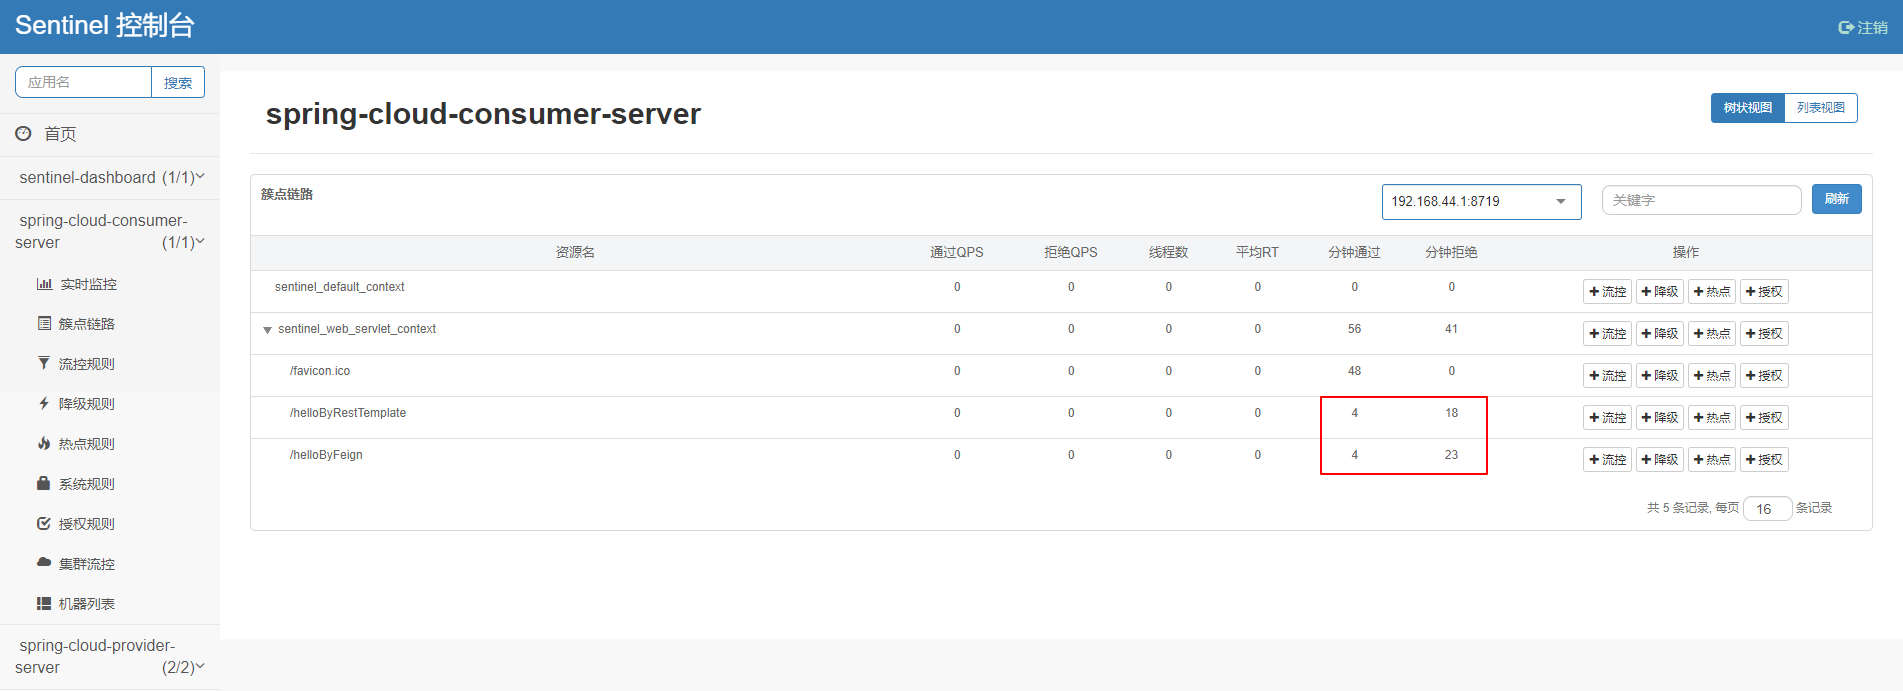 Sentinel 控制台
注销
应用名 搜索
首页
sentinel-dashboard (1/1)
spring-cloud-consumer-
server (1/1)
实时监控
簇点链路
流控规则
降级规则
热点规则
系统规则
授权规则
集群流控
机器列表
spring-cloud-provider-
server (2/2)
spring-cloud-consumer-server
树状视图 列表视图
簇点链路 192.168.44.1:8719 关键字 刷新
资源名 通过QPS 拒绝QPS 线程数 平均RT 分钟通过 分钟拒绝 操作
sentinel_default_context 0 0 0 0 0 0 流控 降级 热点 授权
sentinel_web_servlet_context 0 0 0 0 56 41 流控 降级 热点 授权
/favicon.ico 0 0 0 0 48 0 流控 降级 热点 授权
/helloByRestTemplate 0 0 0 0 4 18 流控 降级 热点 授权
/helloByFeign 0 0 0 0 4 23 流控 降级 热点 授权
共 5 条记录, 每页 16 条记录